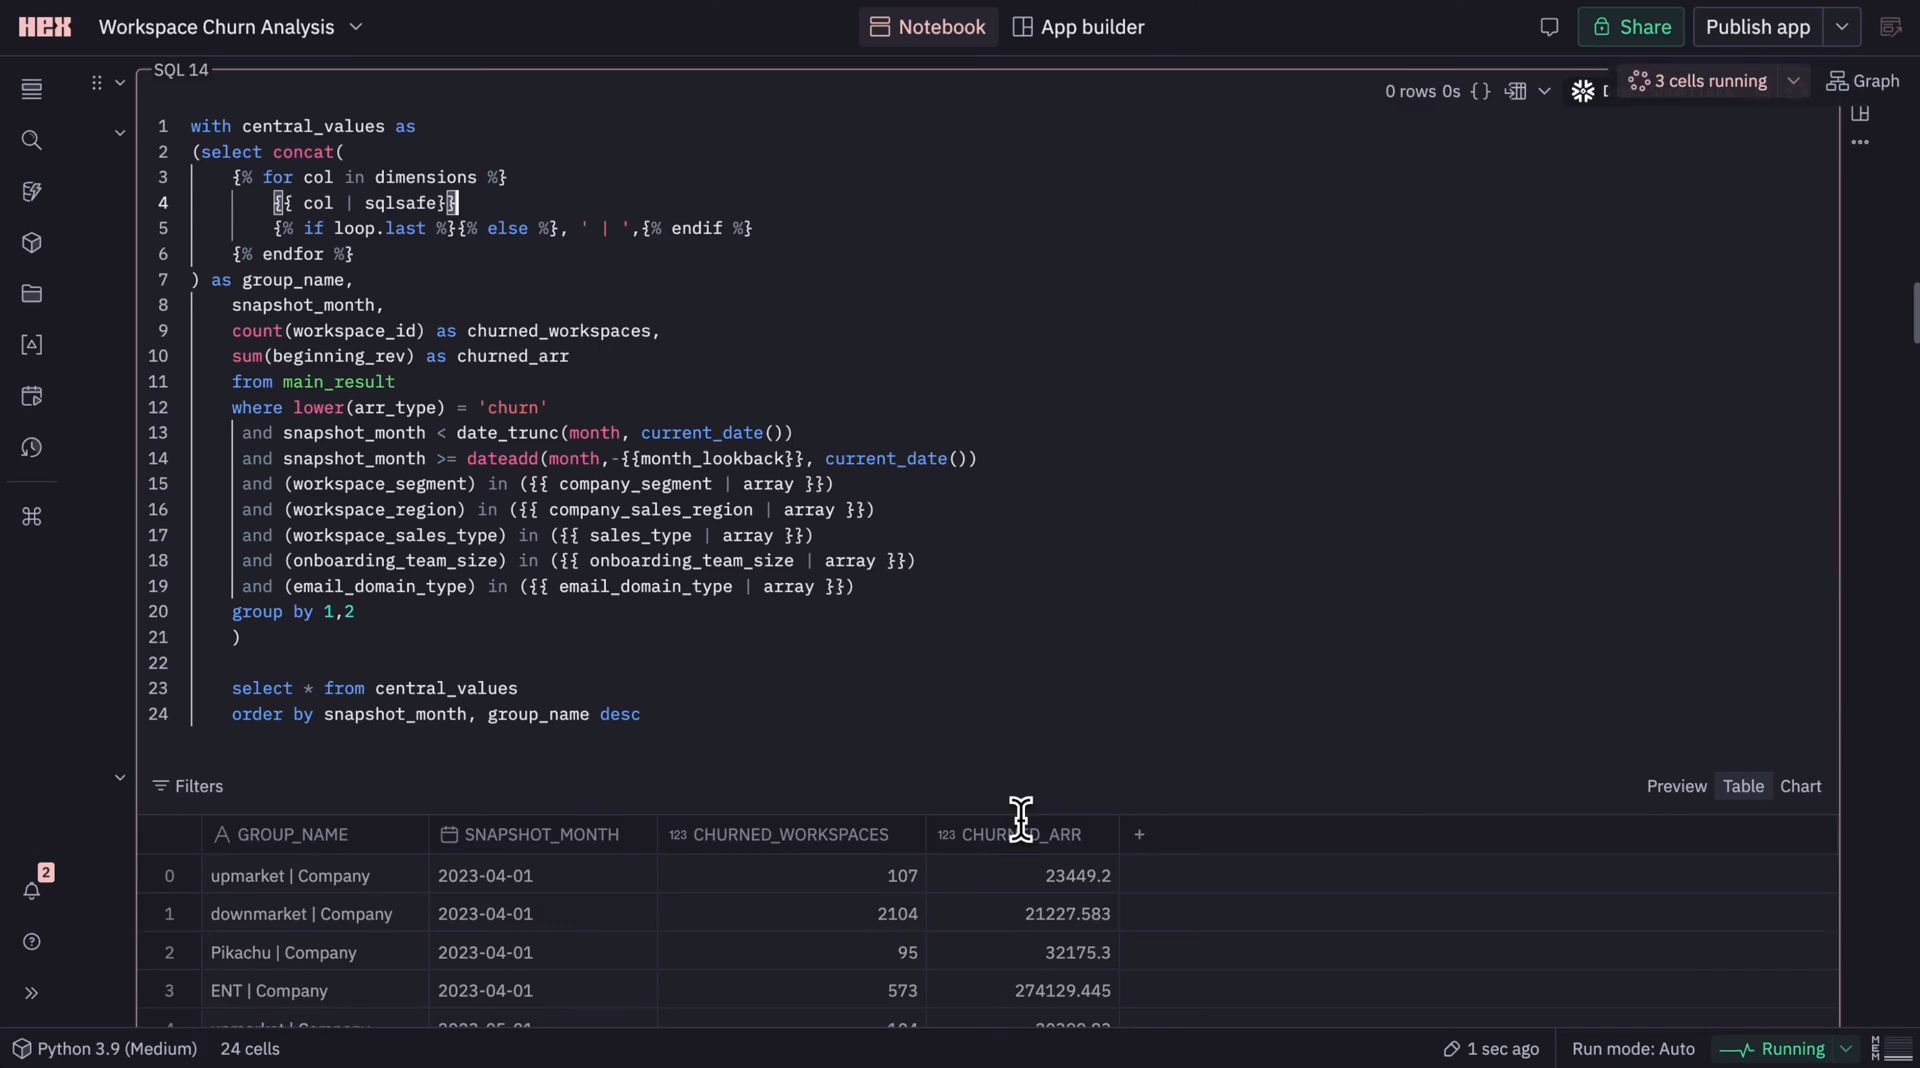 HEX Workspace Churn Analysis Notebook App builder Share Publish app
SQL 14
0 rows 0s {} 3 cells running Graph
1 with central_values as
2 (select concat(
3 {% for col in dimensions %}
4 {{ col | sqlsafe}}
5 {% if loop.last %}{% else %}, ' | ',{% endif %}
6 {% endfor %}
7 ) as group_name,
8 snapshot_month,
9 count(workspace_id) as churned_workspaces,
10 sum(beginning_rev) as churned_arr
11 from main_result
12 where lower(arr_type) = 'churn'
13 and snapshot_month < date_trunc(month, current_date())
14 and snapshot_month >= dateadd(month,-{{month_lookback}}, current_date())
15 and (workspace_segment) in ({{ company_segment | array }})
16 and (workspace_region) in ({{ company_sales_region | array }})
17 and (workspace_sales_type) in ({{ sales_type | array }})
18 and (onboarding_team_size) in ({{ onboarding_team_size | array }})
19 and (email_domain_type) in ({{ email_domain_type | array }})
20 group by 1,2
21 )
22
23 select * from central_values
24 order by snapshot_month, group_name desc
Filters Preview Table Chart
A GROUP_NAME SNAPSHOT_MONTH 123 CHURNED_WORKSPACES 123 CHURNED_ARR +
0 upmarket | Company 2023-04-01 107 23449.2
1 downmarket | Company 2023-04-01 2104 21227.583
2 Pikachu | Company 2023-04-01 95 32175.3
2
3 ENT | Company 2023-04-01 573 274129.445
Python 3.9 (Medium) 24 cells 1 sec ago Run mode: Auto Running MEM